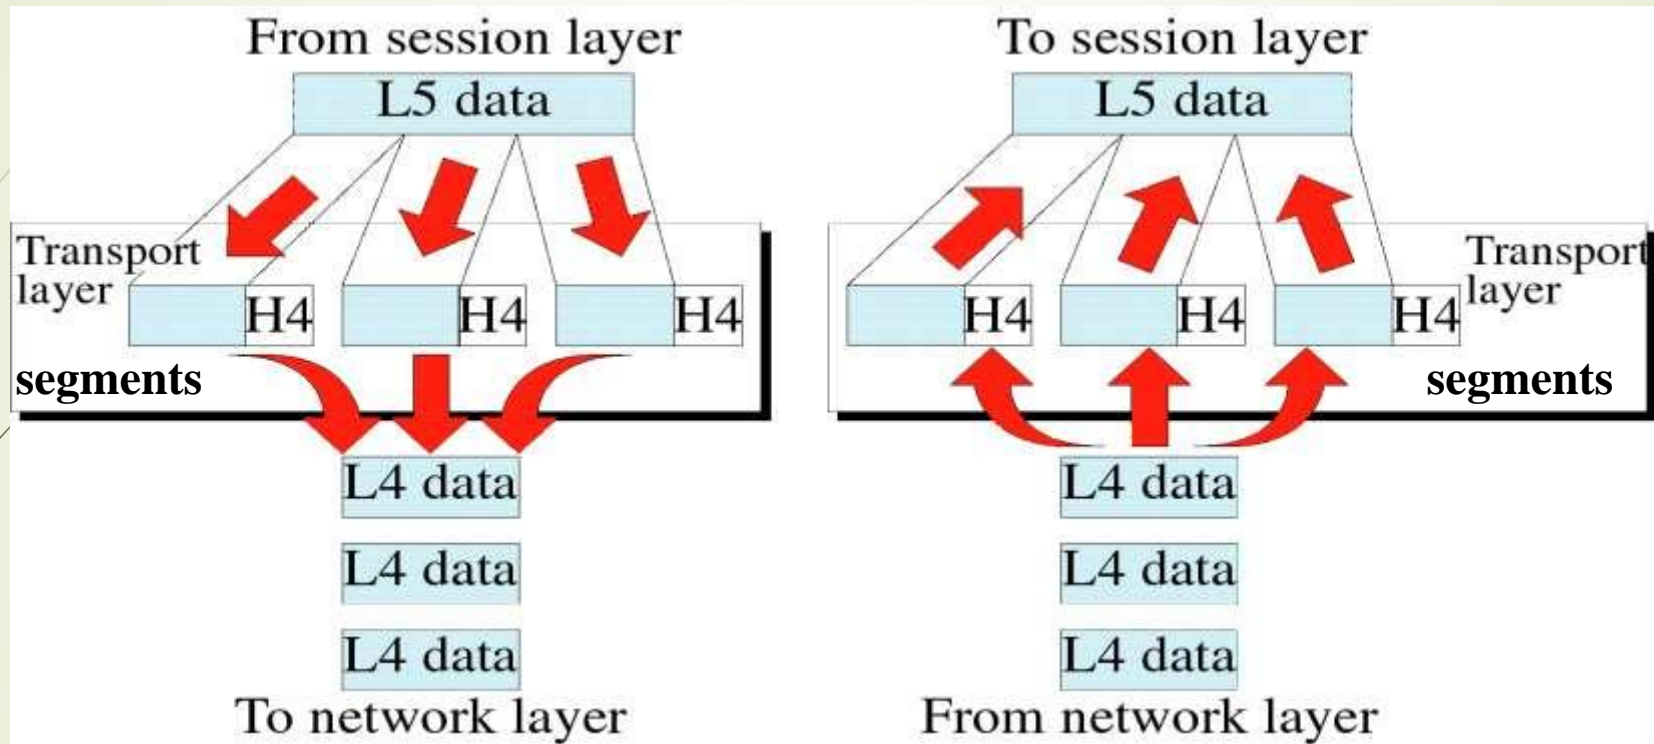 From session layer
L5 data
Transport
layer
H4 H4 H4
segments
L4 data
L4 data
L4 data
To network layer
To session layer
L5 data
Transport
layer
H4 H4 H4
segments
L4 data
L4 data
L4 data
From network layer